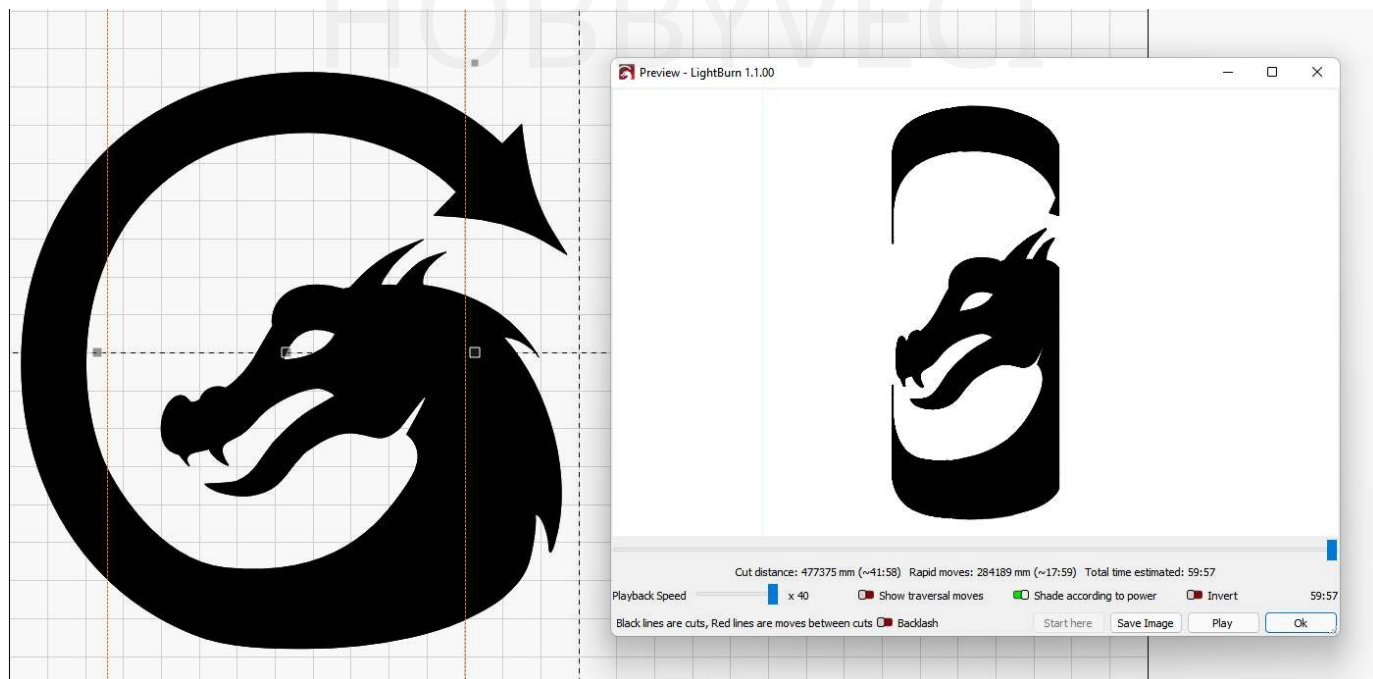 HOBBYVECI
Preview - LightBurn 1.1.00
Cut distance: 477375 mm (~41:58) Rapid moves: 284189 mm (~17:59) Total time estimated: 59:57
Playback Speed x 40 Show traversal moves Shade according to power Invert 59:57
Black lines are cuts, Red lines are moves between cuts Backlash Start here Save Image Play Ok